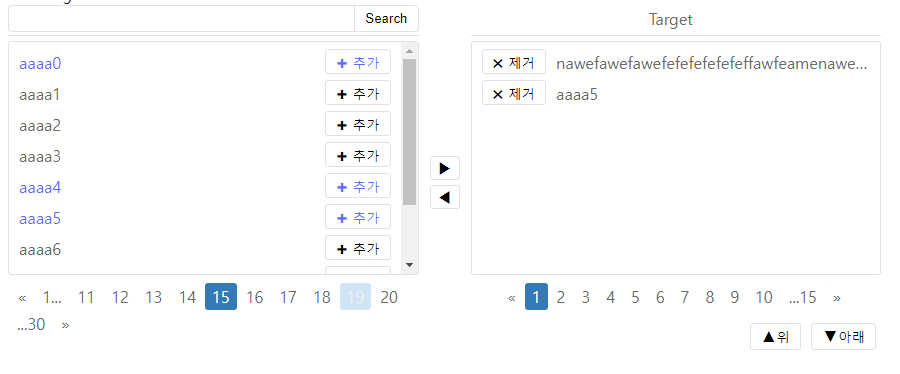 Search
aaaa0 + 추가
aaaa1 + 추가
aaaa2 + 추가
aaaa3 + 추가
aaaa4 + 추가
aaaa5 + 추가
aaaa6 + 추가
« 1... 11 12 13 14 15 16 17 18 19 20
...30 »
▶
◀
Target
✕ 제거 nawefawefawefefefefefefeffawfeamenawe...
✕ 제거 aaaa5
« 1 2 3 4 5 6 7 8 9 10 ...15 »
▲위 ▼아래